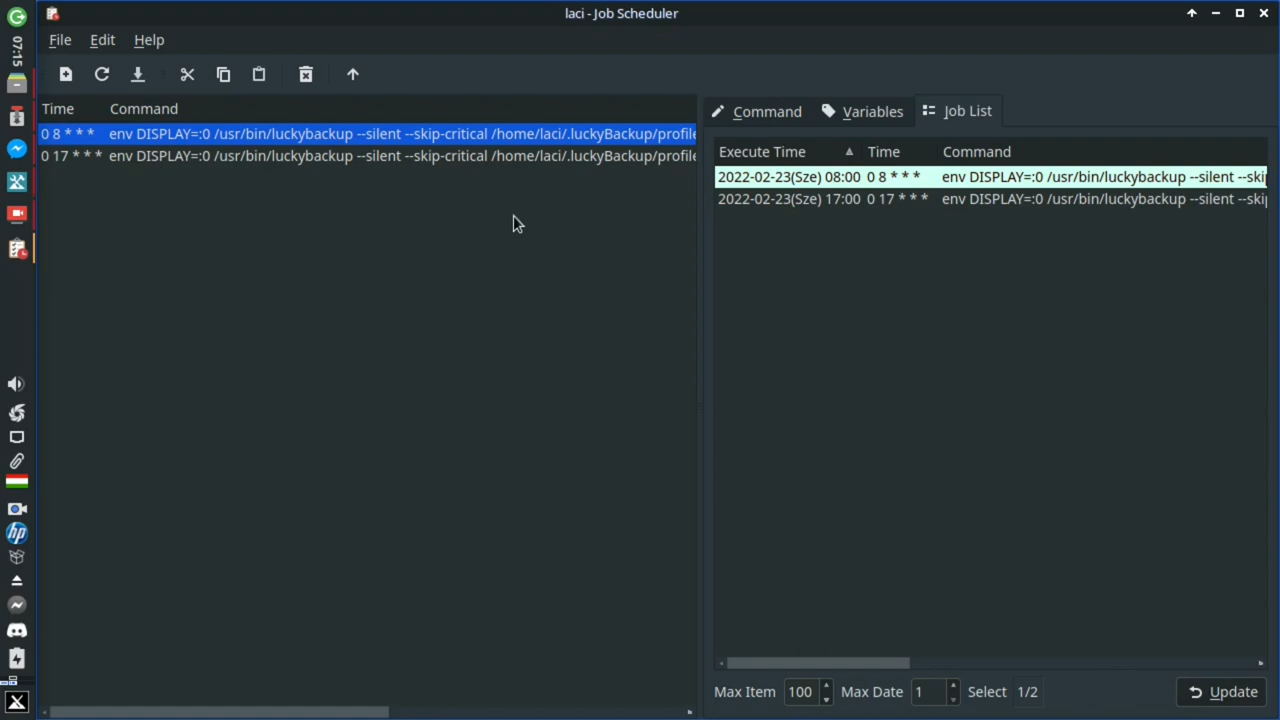 laci - Job Scheduler
07:15
File Edit Help
Time Command
0 8 * * * env DISPLAY=:0 /usr/bin/luckybackup --silent --skip-critical /home/laci/.luckyBackup/profile
0 17 * * * env DISPLAY=:0 /usr/bin/luckybackup --silent --skip-critical /home/laci/.luckyBackup/profile
Command Variables Job List
Execute Time Time Command
2022-02-23(Sze) 08:00 0 8 * * * env DISPLAY=:0 /usr/bin/luckybackup --silent --ski
2022-02-23(Sze) 17:00 0 17 * * * env DISPLAY=:0 /usr/bin/luckybackup --silent --ski
hp
Max Item 100 Max Date 1 Select 1/2 Update